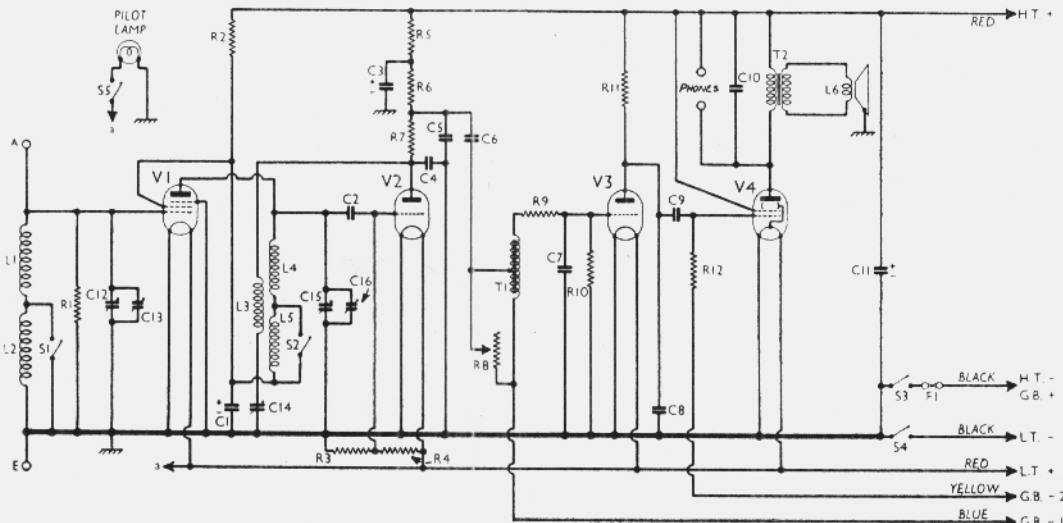 PILOT
LAMP
S5
a
R2
R5
C3
R6
R7
C5
C6
C4
R11
PHONES
C10
T2
L6
RED
H.T. +
A
V1
V2
V3
V4
C2
R9
C9
L1
L4
L3
L5
S2
C15
C16
T1
C7
R10
R12
C11
R1
C12
C13
L2
S1
R8
C1
C14
C8
S3
F1
BLACK
H.T. -
G.B. +
E
a
R3
R4
S4
BLACK
L.T. -
RED
L.T +
YELLOW
G.B. - 2
BLUE
G.B. - 1